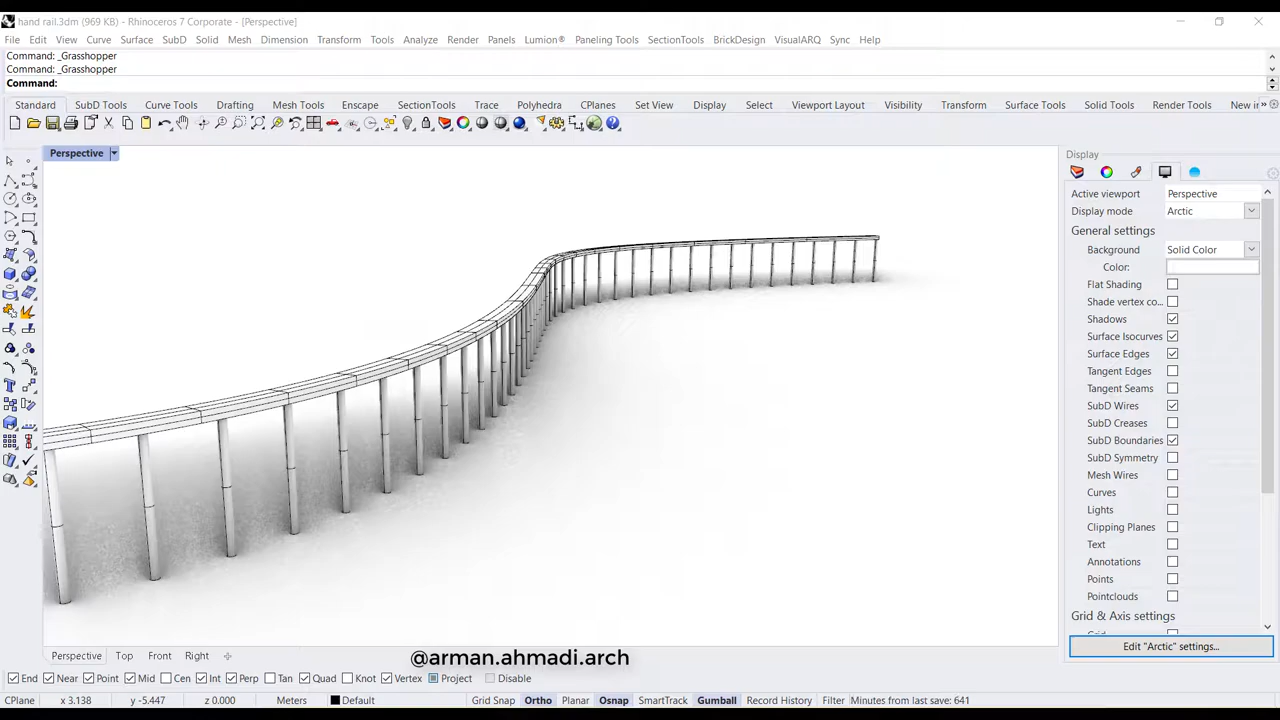 hand rail.3dm (969 KB) - Rhinoceros 7 Corporate - [Perspective]
File Edit View Curve Surface SubD Solid Mesh Dimension Transform Tools Analyze Render Panels Lumion® Paneling Tools SectionTools BrickDesign VisualARQ Sync Help
Command: _Grasshopper
Command: _Grasshopper
Command:
Standard SubD Tools Curve Tools Drafting Mesh Tools Enscape SectionTools Trace Polyhedra CPlanes Set View Display Select Viewport Layout Visibility Transform Surface Tools Solid Tools Render Tools New in
Perspective
Display
Active viewport Perspective
Display mode Arctic
General settings
Background Solid Color
Color:
Flat Shading
Shade vertex co...
Shadows
Surface Isocurves
Surface Edges
Tangent Edges
Tangent Seams
SubD Wires
SubD Creases
SubD Boundaries
SubD Symmetry
Mesh Wires
Curves
Lights
Clipping Planes
Text
Annotations
Points
Pointclouds
Grid & Axis settings
Edit "Arctic" settings...
Perspective Top Front Right
@arman.ahmadi.arch
End Near Point Mid Cen Int Perp Tan Quad Knot Vertex Project Disable
CPlane x 3.138 y -5.447 z 0.000 Meters Default Grid Snap Ortho Planar Osnap SmartTrack Gumball Record History Filter Minutes from last save: 641